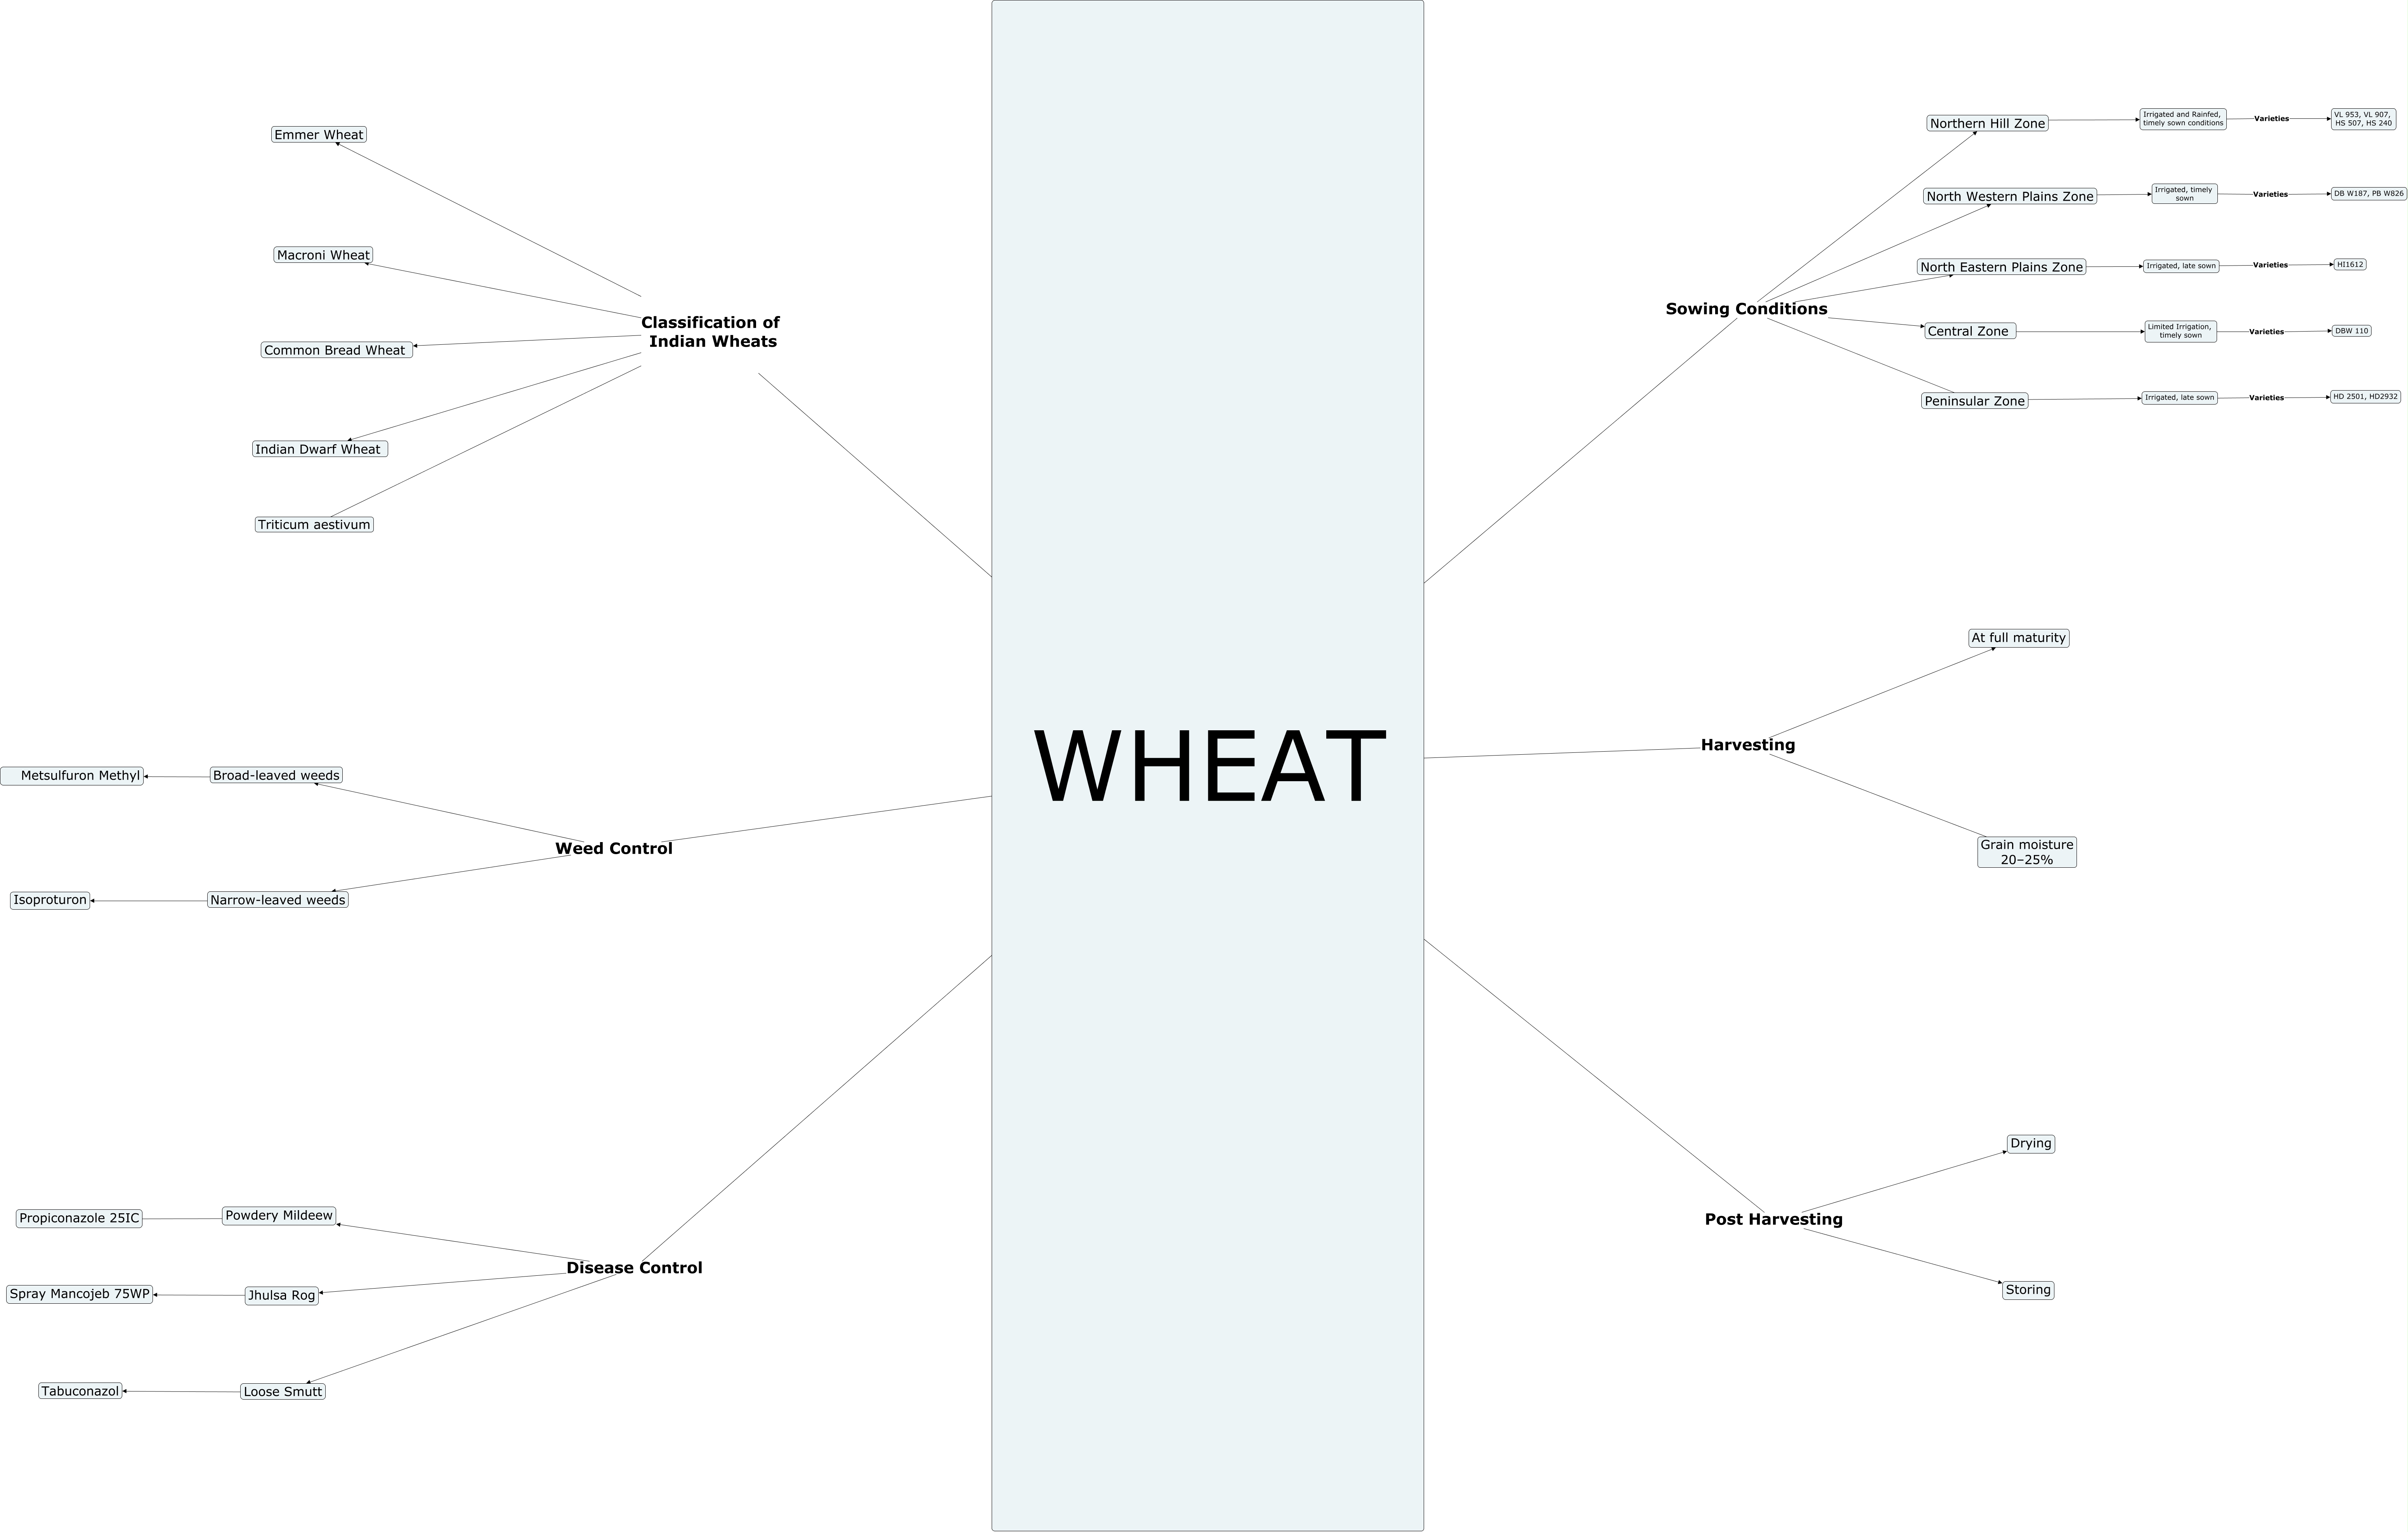 WHEAT
Classification of
Indian Wheats
Emmer Wheat
Macroni Wheat
Common Bread Wheat
Indian Dwarf Wheat
Triticum aestivum
Weed Control
Broad-leaved weeds
Metsulfuron Methyl
Narrow-leaved weeds
Isoproturon
Disease Control
Powdery Mildeew
Propiconazole 25IC
Jhulsa Rog
Spray Mancojeb 75WP
Loose Smutt
Tabuconazol
Sowing Conditions
Northern Hill Zone
Irrigated and Rainfed,
timely sown conditions
Varieties
VL 953, VL 907,
HS 507, HS 240
North Western Plains Zone
Irrigated, timely
sown
Varieties
DB W187, PB W826
North Eastern Plains Zone
Irrigated, late sown
Varieties
HI1612
Central Zone
Limited Irrigation,
timely sown
Varieties
DBW 110
Peninsular Zone
Irrigated, late sown
Varieties
HD 2501, HD2932
Harvesting
At full maturity
Grain moisture
20–25%
Post Harvesting
Drying
Storing